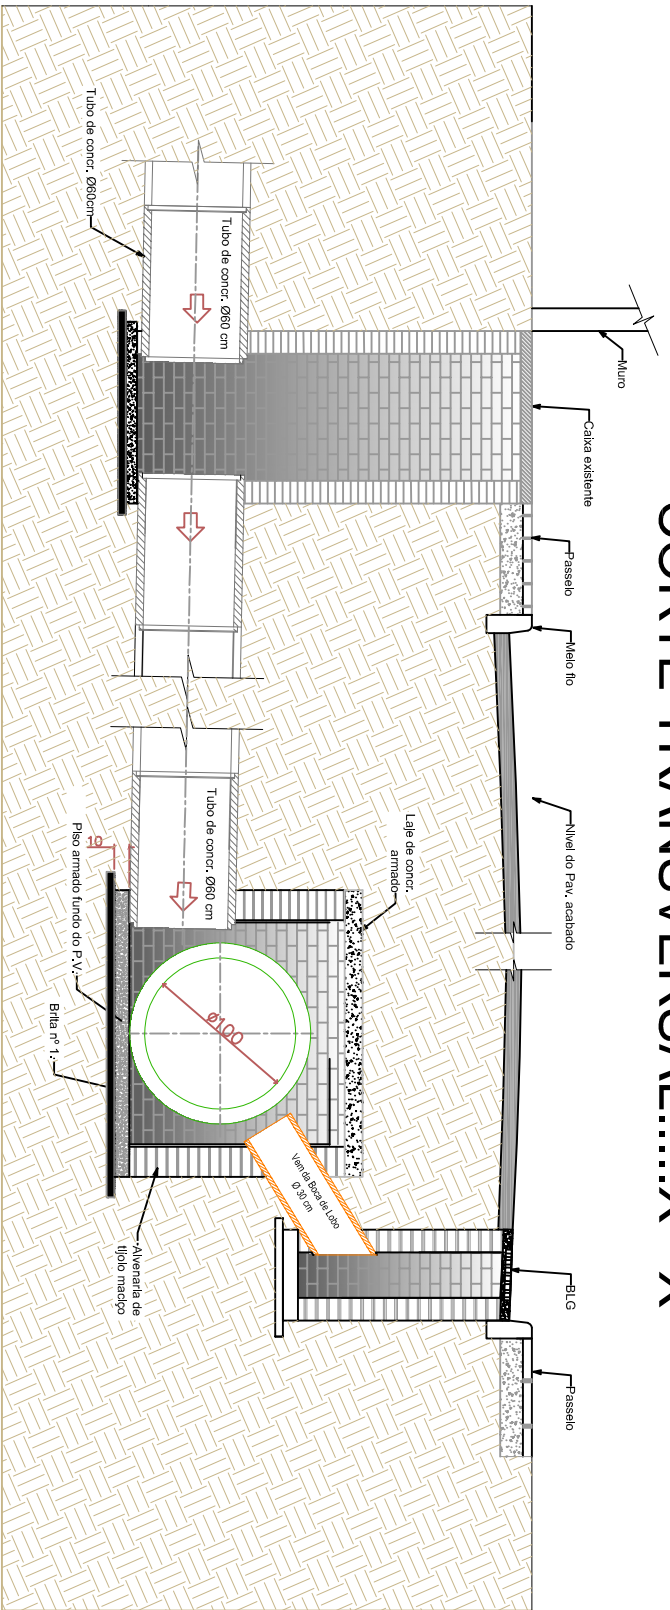 CORTE TRANSVERSAL.....X-X
Muro
Caixa existente
Passeio
Meio fio
Nível do Pav. acabado
BLG
Passeio
Laje de concr.
armado
Tubo de concr. Ø60 cm
Tubo de concr. Ø60 cm
Tubo de concr. Ø60cm
Ø100
Vem da Boca de Lobo
Ø 30 cm
10
Piso armado fundo do P.V.
Brita nº 1.
Alvenaria de
tijolo maciço